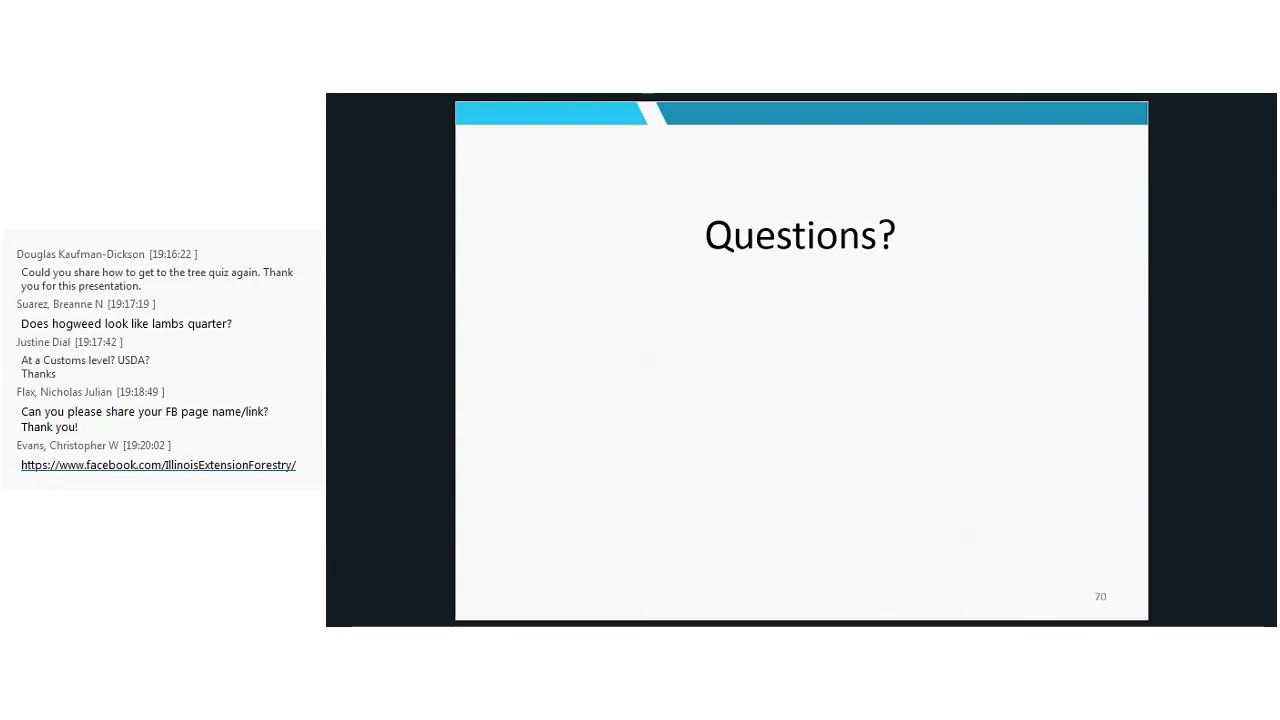 Douglas Kaufman-Dickson [19:16:22 ]
Could you share how to get to the tree quiz again. Thank
you for this presentation.
Suarez, Breanne N [19:17:19 ]
Does hogweed look like lambs quarter?
Justine Dial [19:17:42 ]
At a Customs level? USDA?
Thanks
Flax, Nicholas Julian [19:18:49 ]
Can you please share your FB page name/link?
Thank you!
Evans, Christopher W [19:20:02 ]
https://www.facebook.com/IllinoisExtensionForestry/
Questions?
70